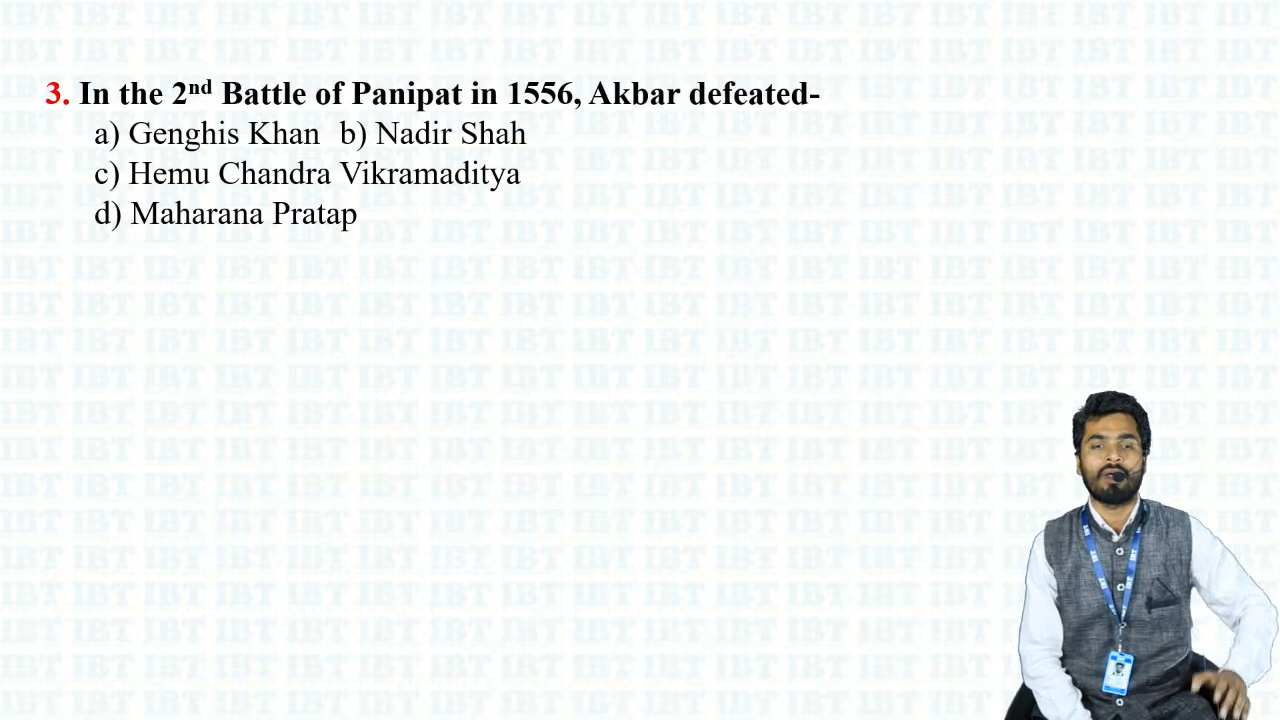 3. In the 2nd Battle of Panipat in 1556, Akbar defeated-
a) Genghis Khan b) Nadir Shah
c) Hemu Chandra Vikramaditya
d) Maharana Pratap